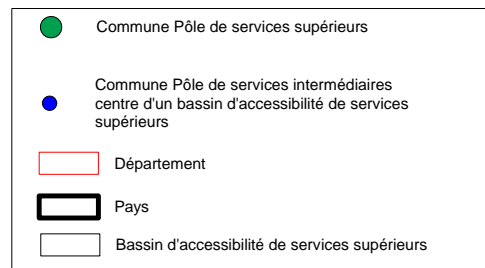 Commune Pôle de services supérieurs
Commune Pôle de services intermédiaires
centre d'un bassin d'accessibilité de services
supérieurs
Département
Pays
Bassin d'accessibilité de services supérieurs